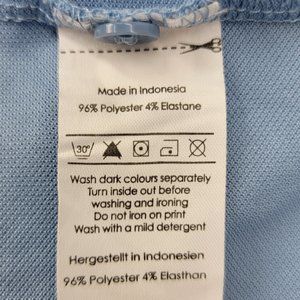 Made in Indonesia
96% Polyester 4% Elastane
30°
Wash dark colours separately
Turn inside out before
washing and ironing
Do not iron on print
Wash with a mild detergent
Hergestellt in Indonesien
96% Polyester 4% Elasthan